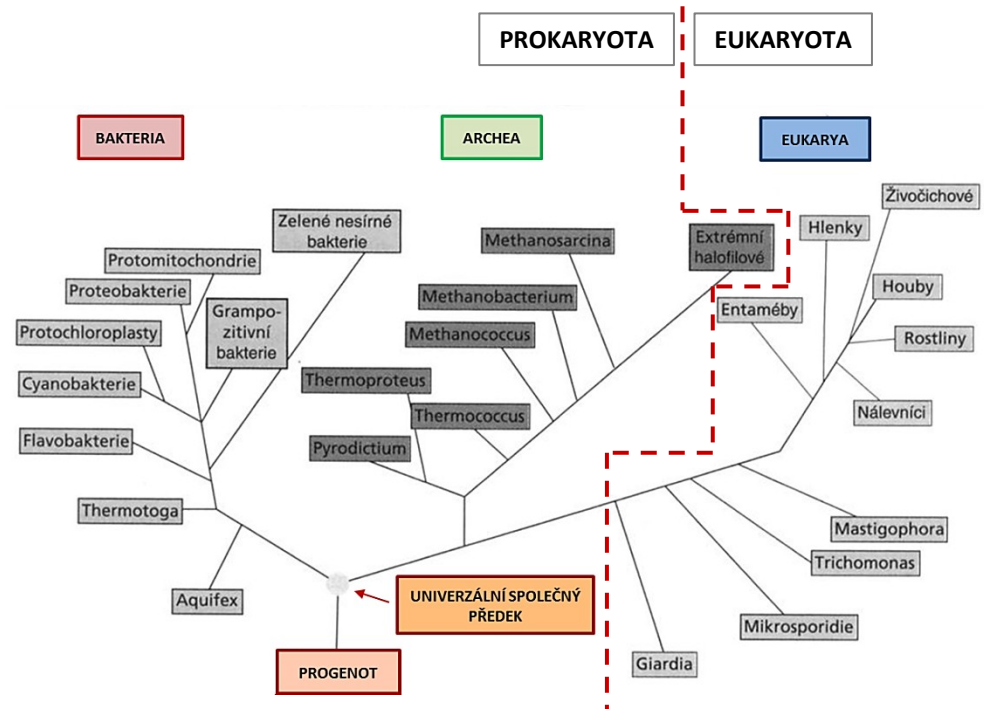 PROKARYOTA
EUKARYOTA
BAKTERIA
ARCHEA
EUKARYA
Živočichové
Zelené nesírné
bakterie
Hlenky
Methanosarcina
Extrémní
halofilové
Protomitochondrie
Proteobakterie
Houby
Methanobacterium
Grampo-
zitivní
bakterie
Entaméby
Protochloroplasty
Methanococcus
Rostliny
Thermoproteus
Cyanobakterie
Thermococcus
Nálevníci
Flavobakterie
Pyrodictium
Thermotoga
Mastigophora
Trichomonas
Aquifex
UNIVERZÁLNÍ SPOLEČNÝ
PŘEDEK
Mikrosporidie
Giardia
PROGENOT